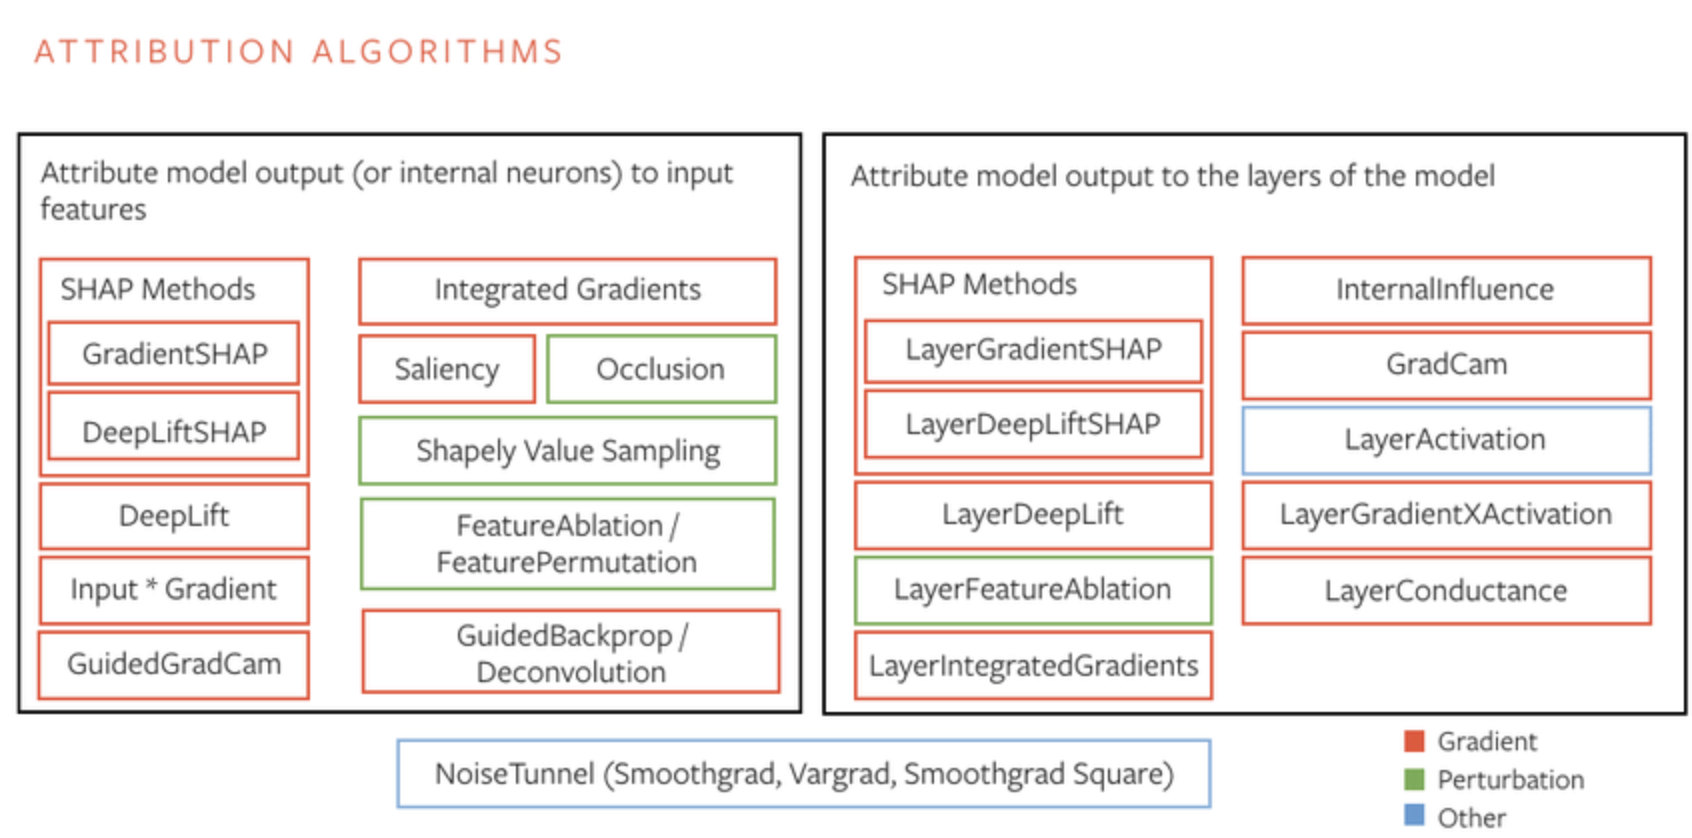 ATTRIBUTION ALGORITHMS
Attribute model output (or internal neurons) to input
features
SHAP Methods
GradientSHAP
DeepLiftSHAP
DeepLift
Input * Gradient
GuidedGradCam
Integrated Gradients
Saliency
Occlusion
Shapely Value Sampling
FeatureAblation /
FeaturePermutation
GuidedBackprop /
Deconvolution
Attribute model output to the layers of the model
SHAP Methods
LayerGradientSHAP
LayerDeepLiftSHAP
LayerDeepLift
LayerFeatureAblation
LayerIntegratedGradients
InternalInfluence
GradCam
LayerActivation
LayerGradientXActivation
LayerConductance
NoiseTunnel (Smoothgrad, Vargrad, Smoothgrad Square)
Gradient
Perturbation
Other